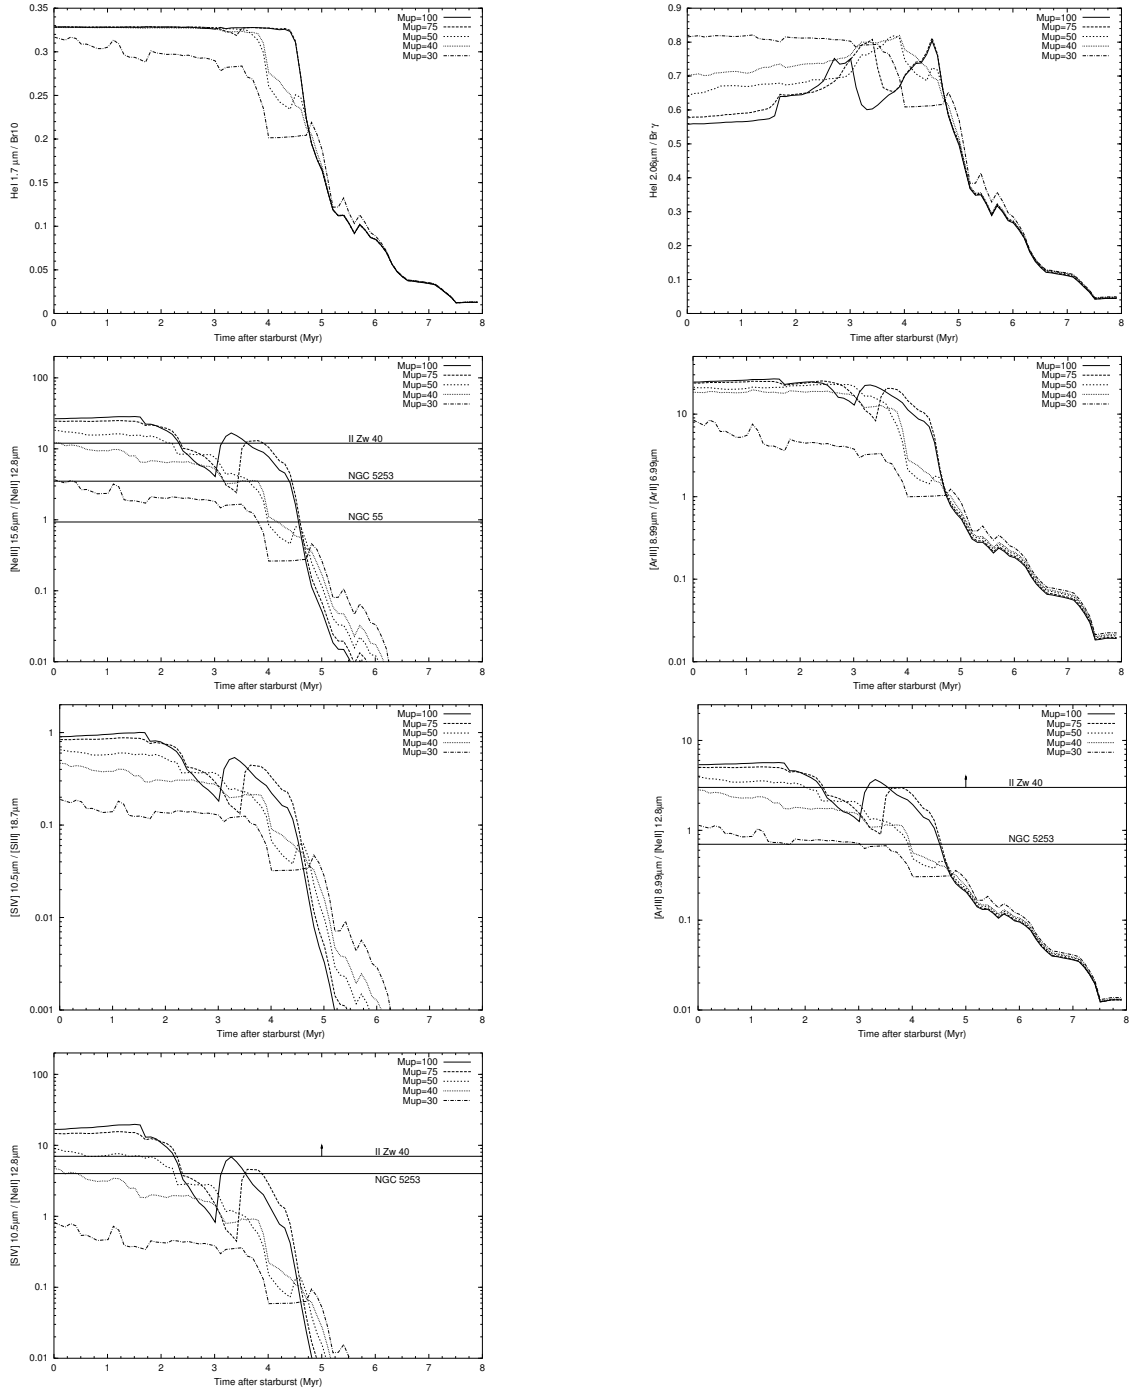 HeI 1.7 μm / Br10
0.35
0.3
0.25
0.2
0.15
0.1
0.05
0
Mup=100
Mup=75
Mup=50
Mup=40
Mup=30
0 1 2 3 4 5 6 7 8
Time after starburst (Myr)
HeI 2.06μm / Br γ
0.9
0.8
0.7
0.6
0.5
0.4
0.3
0.2
0.1
0
Mup=100
Mup=75
Mup=50
Mup=40
Mup=30
0 1 2 3 4 5 6 7 8
Time after starburst (Myr)
[NeIII] 15.6μm / [NeII] 12.8μm
100
10
1
0.1
0.01
Mup=100
Mup=75
Mup=50
Mup=40
Mup=30
II Zw 40
NGC 5253
NGC 55
0 1 2 3 4 5 6 7 8
Time after starburst (Myr)
[ArIII] 8.99μm / [ArII] 6.99μm
10
1
0.1
0.01
Mup=100
Mup=75
Mup=50
Mup=40
Mup=30
0 1 2 3 4 5 6 7 8
Time after starburst (Myr)
[SIV] 10.5μm / [SIII] 18.7μm
1
0.1
0.01
0.001
Mup=100
Mup=75
Mup=50
Mup=40
Mup=30
0 1 2 3 4 5 6 7 8
Time after starburst (Myr)
[ArIII] 8.99μm / [NeII] 12.8μm
10
1
0.1
0.01
Mup=100
Mup=75
Mup=50
Mup=40
Mup=30
II Zw 40
NGC 5253
0 1 2 3 4 5 6 7 8
Time after starburst (Myr)
[SIV] 10.5μm / [NeII] 12.8μm
100
10
1
0.1
0.01
Mup=100
Mup=75
Mup=50
Mup=40
Mup=30
II Zw 40
NGC 5253
0 1 2 3 4 5 6 7 8
Time after starburst (Myr)